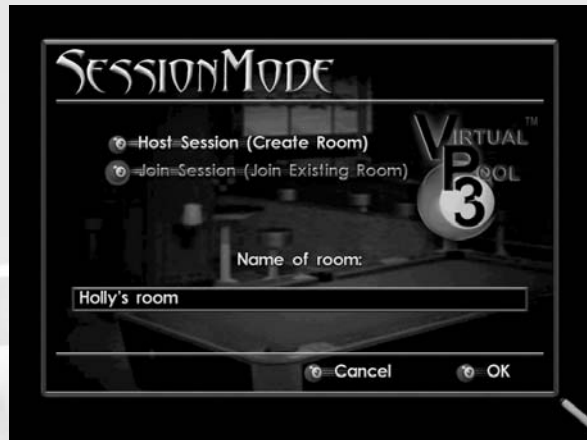 SessionMode
Host Session (Create Room)
Join Session (Join Existing Room)
Virtual Pool 3 ™
Name of room:
Holly's room
Cancel
OK